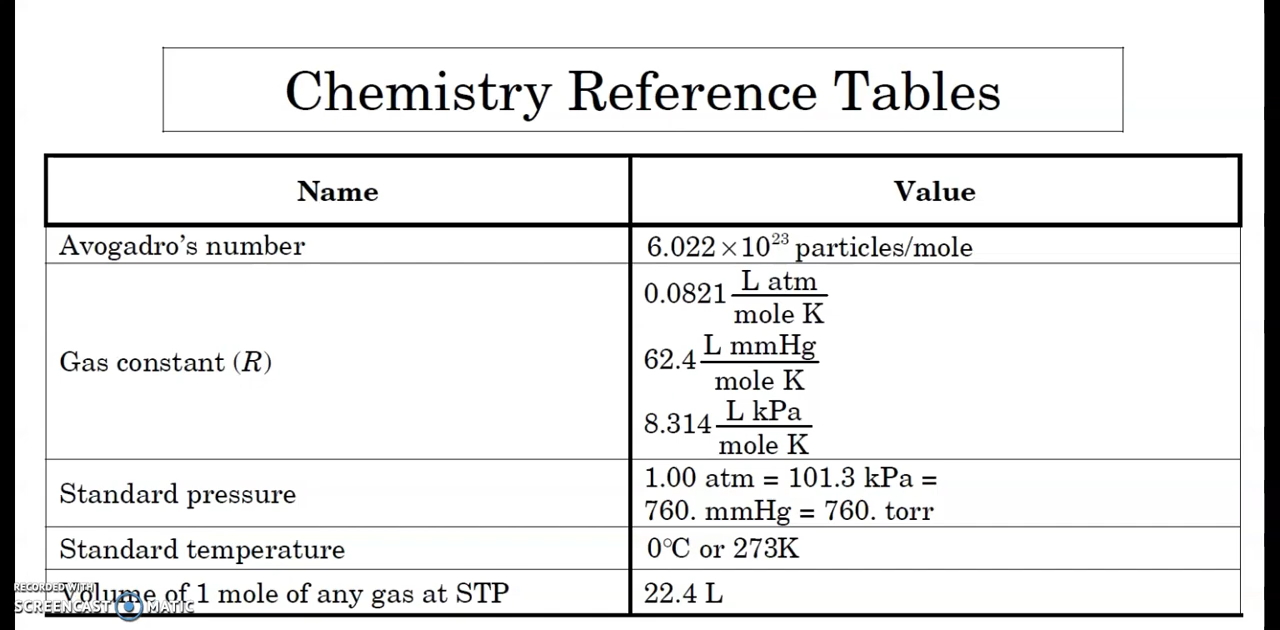 Chemistry Reference Tables
Name Value
Avogadro’s number 6.022×10²³ particles/mole
Gas constant (R)
0.0821 L atm / mole K
62.4 L mmHg / mole K
8.314 L kPa / mole K
Standard pressure
1.00 atm = 101.3 kPa =
760. mmHg = 760. torr
Standard temperature 0°C or 273K
Volume of 1 mole of any gas at STP 22.4 L
RECORDED WITH
SCREENCAST MATIC